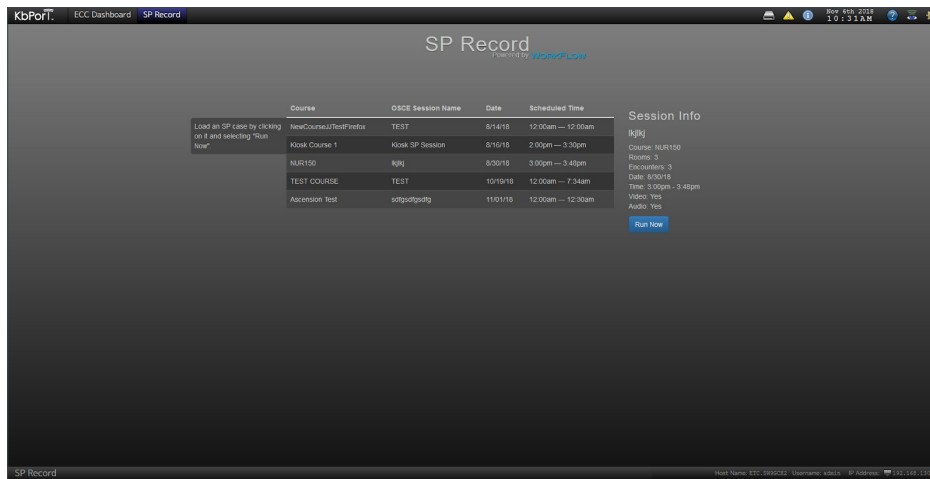 KbPort. ECC Dashboard SP Record Nov 6th 2018
10:31AM
SP Record
Powered by WORKFLOW
Course OSCE Session Name Date Scheduled Time
Load an SP case by clicking
on it and selecting "Run
Now".
NewCourseJJTestFirefox TEST 8/14/18 12:00am — 12:00am
Kiosk Course 1 Kiosk SP Session 8/16/18 2:00pm — 3:30pm
NUR150 lkjlkj 8/30/18 3:00pm — 3:48pm
TEST COURSE TEST 10/19/18 12:00am — 7:34am
Ascension Test sdfgsdfgsdfg 11/01/18 12:00am — 12:30am
Session Info
lkjlkj
Course: NUR150
Rooms: 3
Encounters: 3
Date: 8/30/18
Time: 3:00pm - 3:48pm
Video: Yes
Audio: Yes
Run Now
SP Record Host Name: Username: admin IP Address: